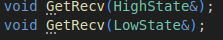 void GetRecv(HighState&);
void GetRecv(LowState&);